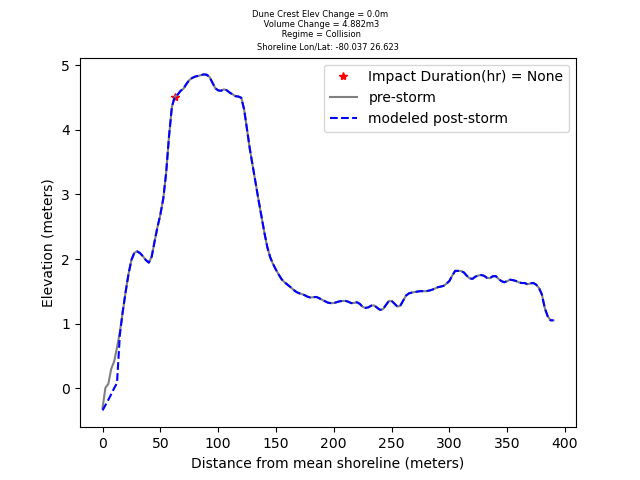 Dune Crest Elev Change = 0.0m
Volume Change = 4.882m3
Regime = Collision
Shoreline Lon/Lat: -80.037 26.623
Impact Duration(hr) = None
pre-storm
modeled post-storm
Elevation (meters)
5
4
3
2
1
0
0 50 100 150 200 250 300 350 400
Distance from mean shoreline (meters)